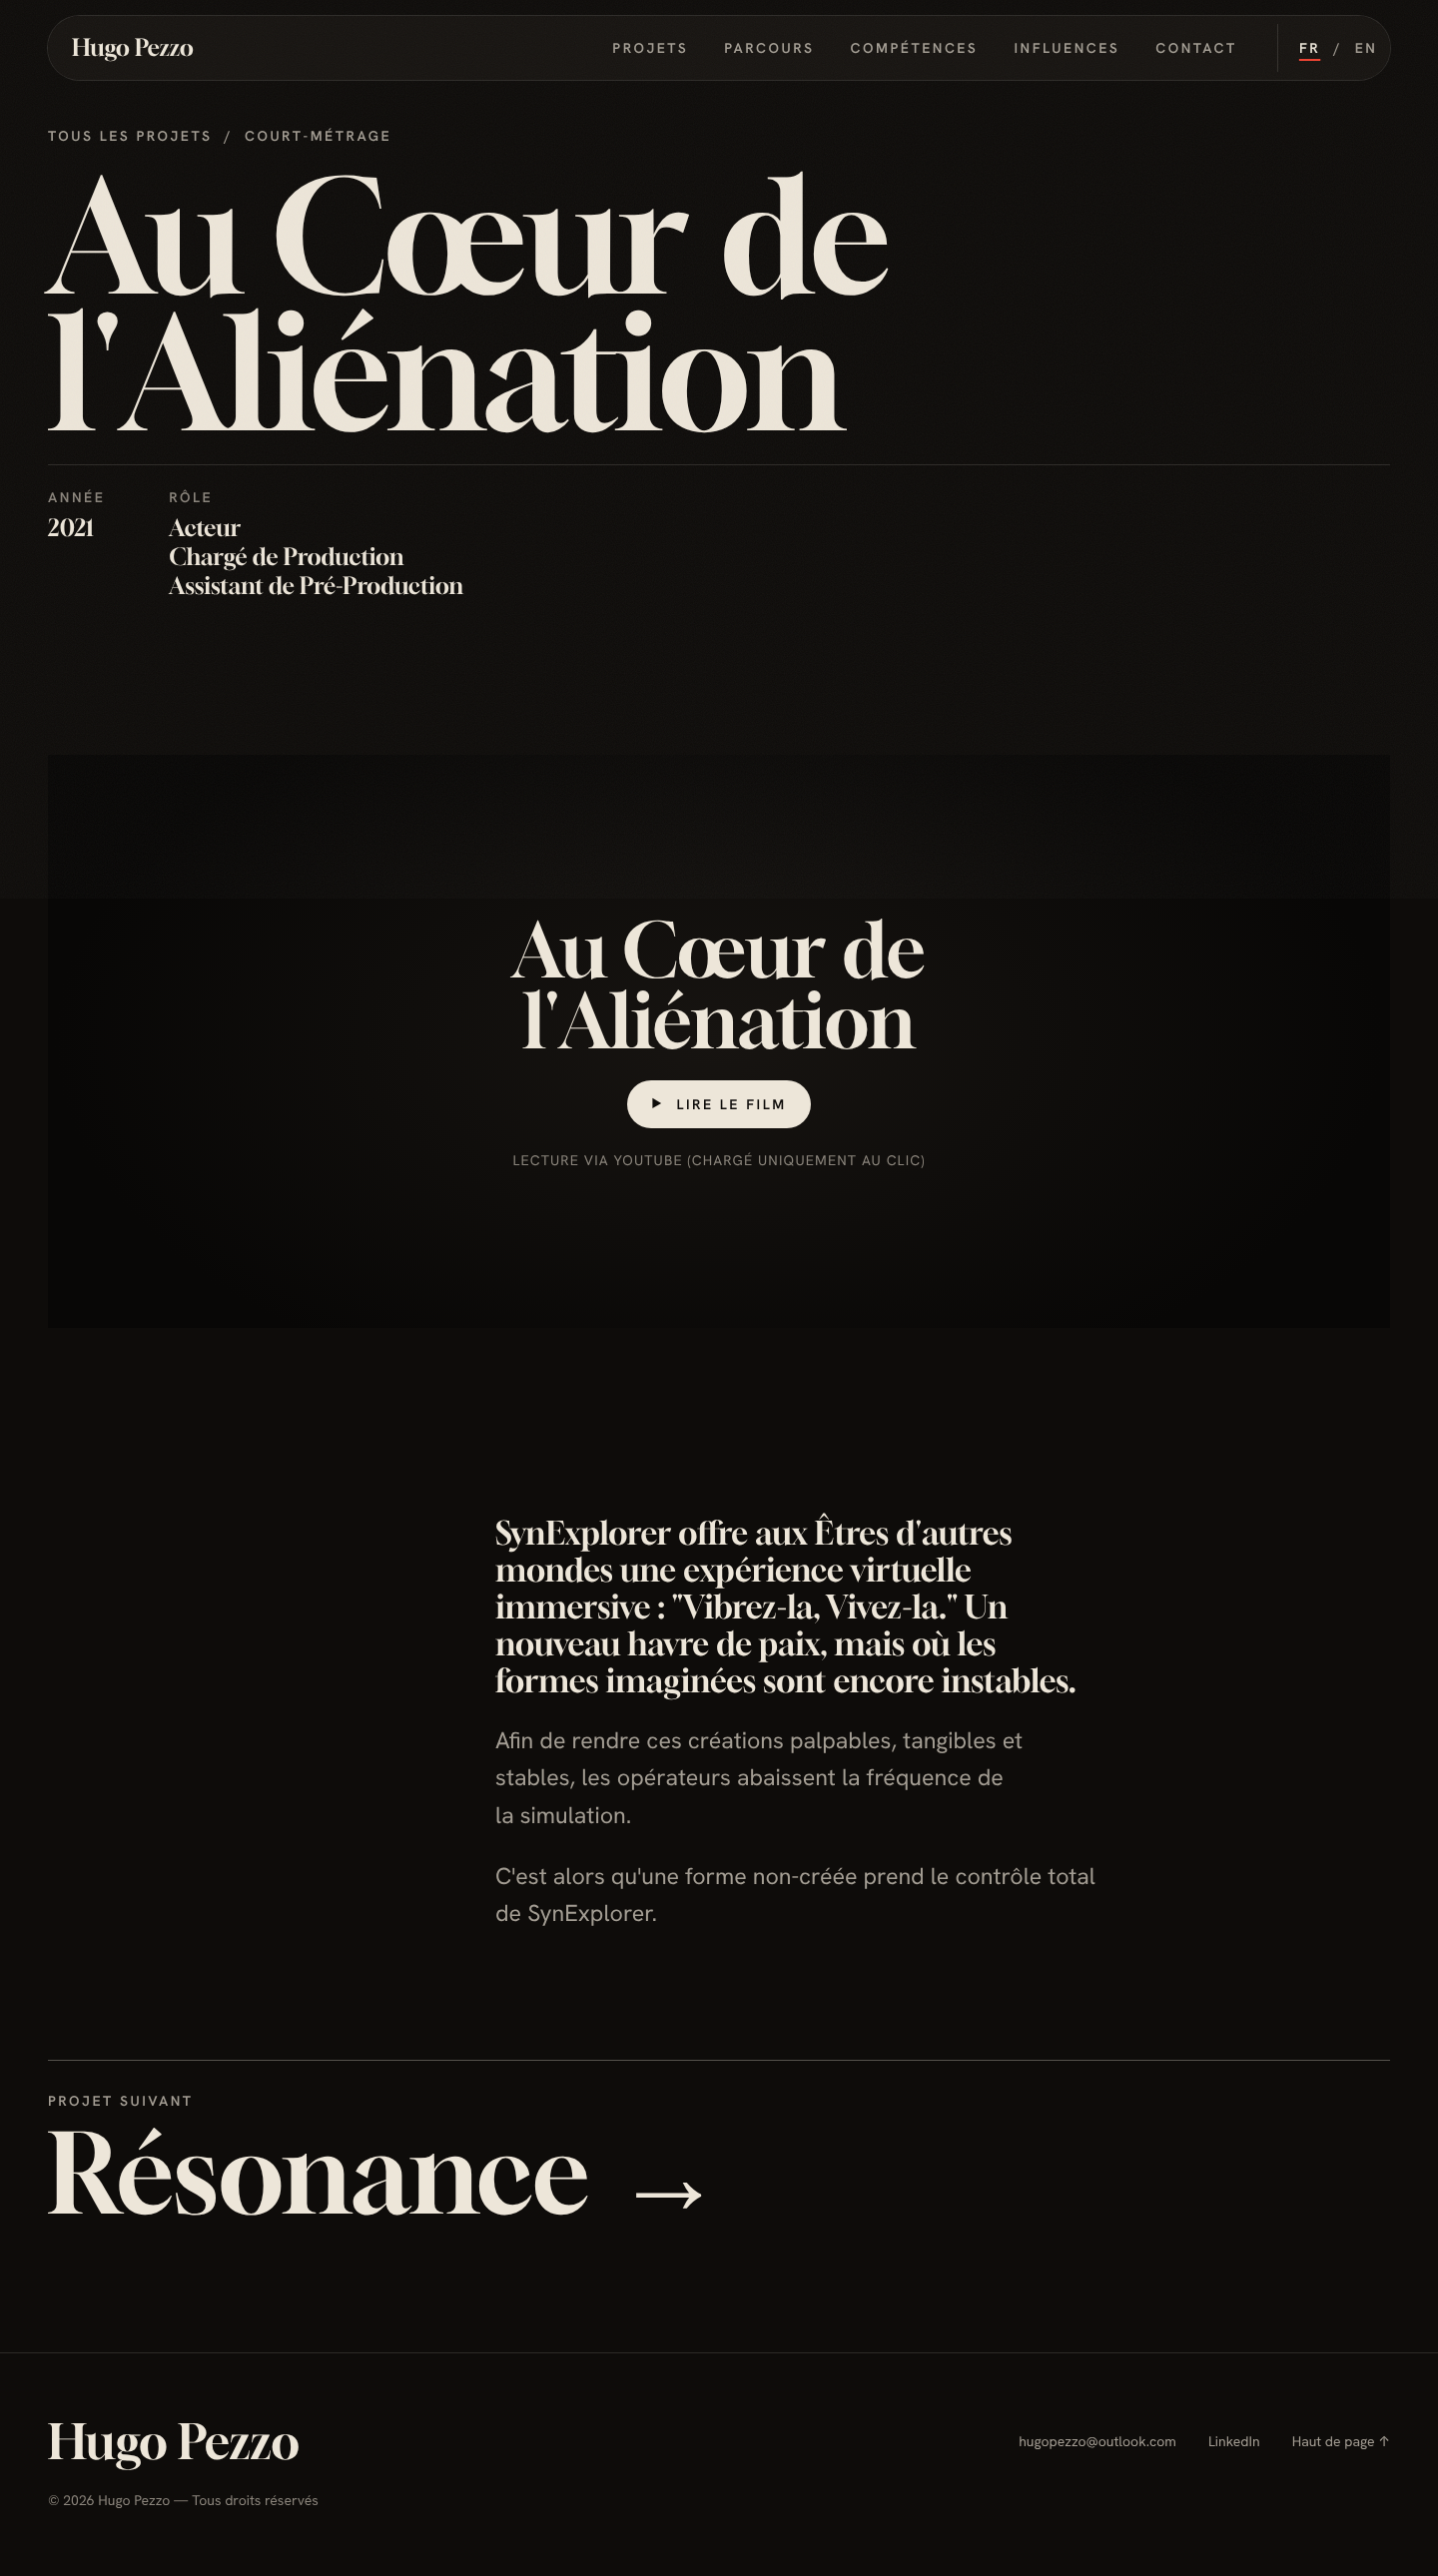 Hugo Pezzo
PROJETS
PARCOURS
COMPÉTENCES
INFLUENCES
CONTACT
FR / EN
TOUS LES PROJETS / COURT-MÉTRAGE
Au Cœur de
l'Aliénation
ANNÉE
2021
RÔLE
Acteur
Chargé de Production
Assistant de Pré-Production
Au Cœur de
l'Aliénation
▶ LIRE LE FILM
LECTURE VIA YOUTUBE (CHARGÉ UNIQUEMENT AU CLIC)
SynExplorer offre aux Êtres d'autres
mondes une expérience virtuelle
immersive : "Vibrez-la, Vivez-la." Un
nouveau havre de paix, mais où les
formes imaginées sont encore instables.
Afin de rendre ces créations palpables, tangibles et
stables, les opérateurs abaissent la fréquence de
la simulation.
C'est alors qu'une forme non-créée prend le contrôle total
de SynExplorer.
PROJET SUIVANT
Résonance →
Hugo Pezzo
hugopezzo@outlook.com
LinkedIn
Haut de page ↑
© 2026 Hugo Pezzo — Tous droits réservés